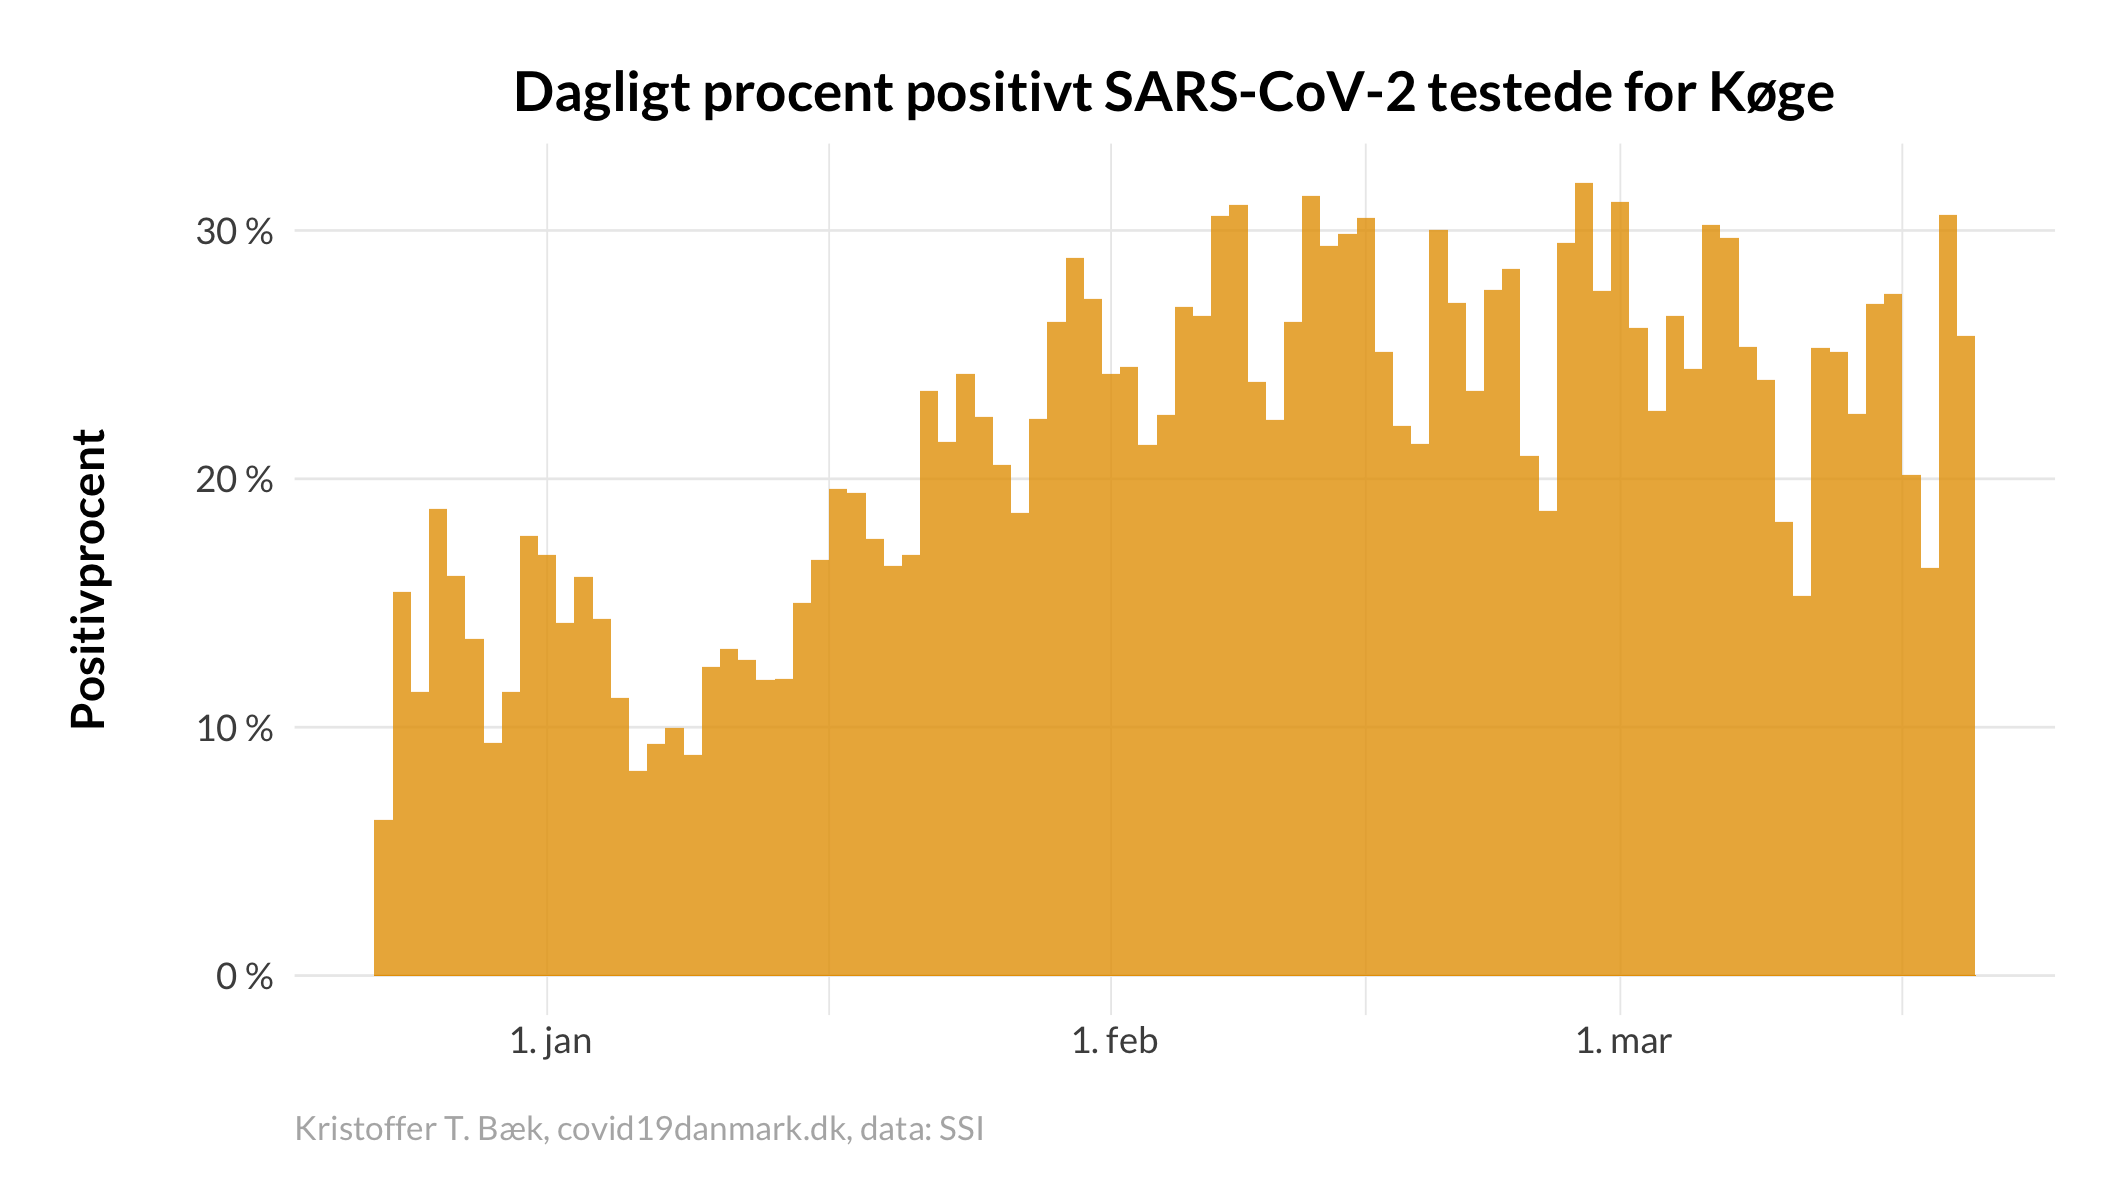 Dagligt procent positivt SARS-CoV-2 testede for Køge
Positivprocent
30 %
20 %
10 %
0 %
1. jan
1. feb
1. mar
Kristoffer T. Bæk, covid19danmark.dk, data: SSI